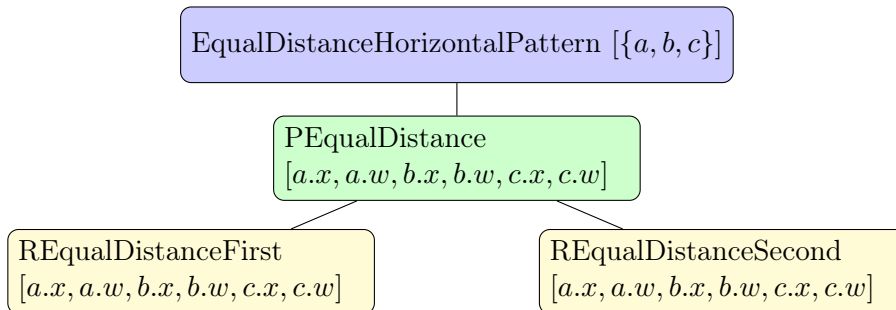 EqualDistanceHorizontalPattern [{a, b, c}]
PEqualDistance
[a.x, a.w, b.x, b.w, c.x, c.w]
REqualDistanceFirst
[a.x, a.w, b.x, b.w, c.x, c.w]
REqualDistanceSecond
[a.x, a.w, b.x, b.w, c.x, c.w]